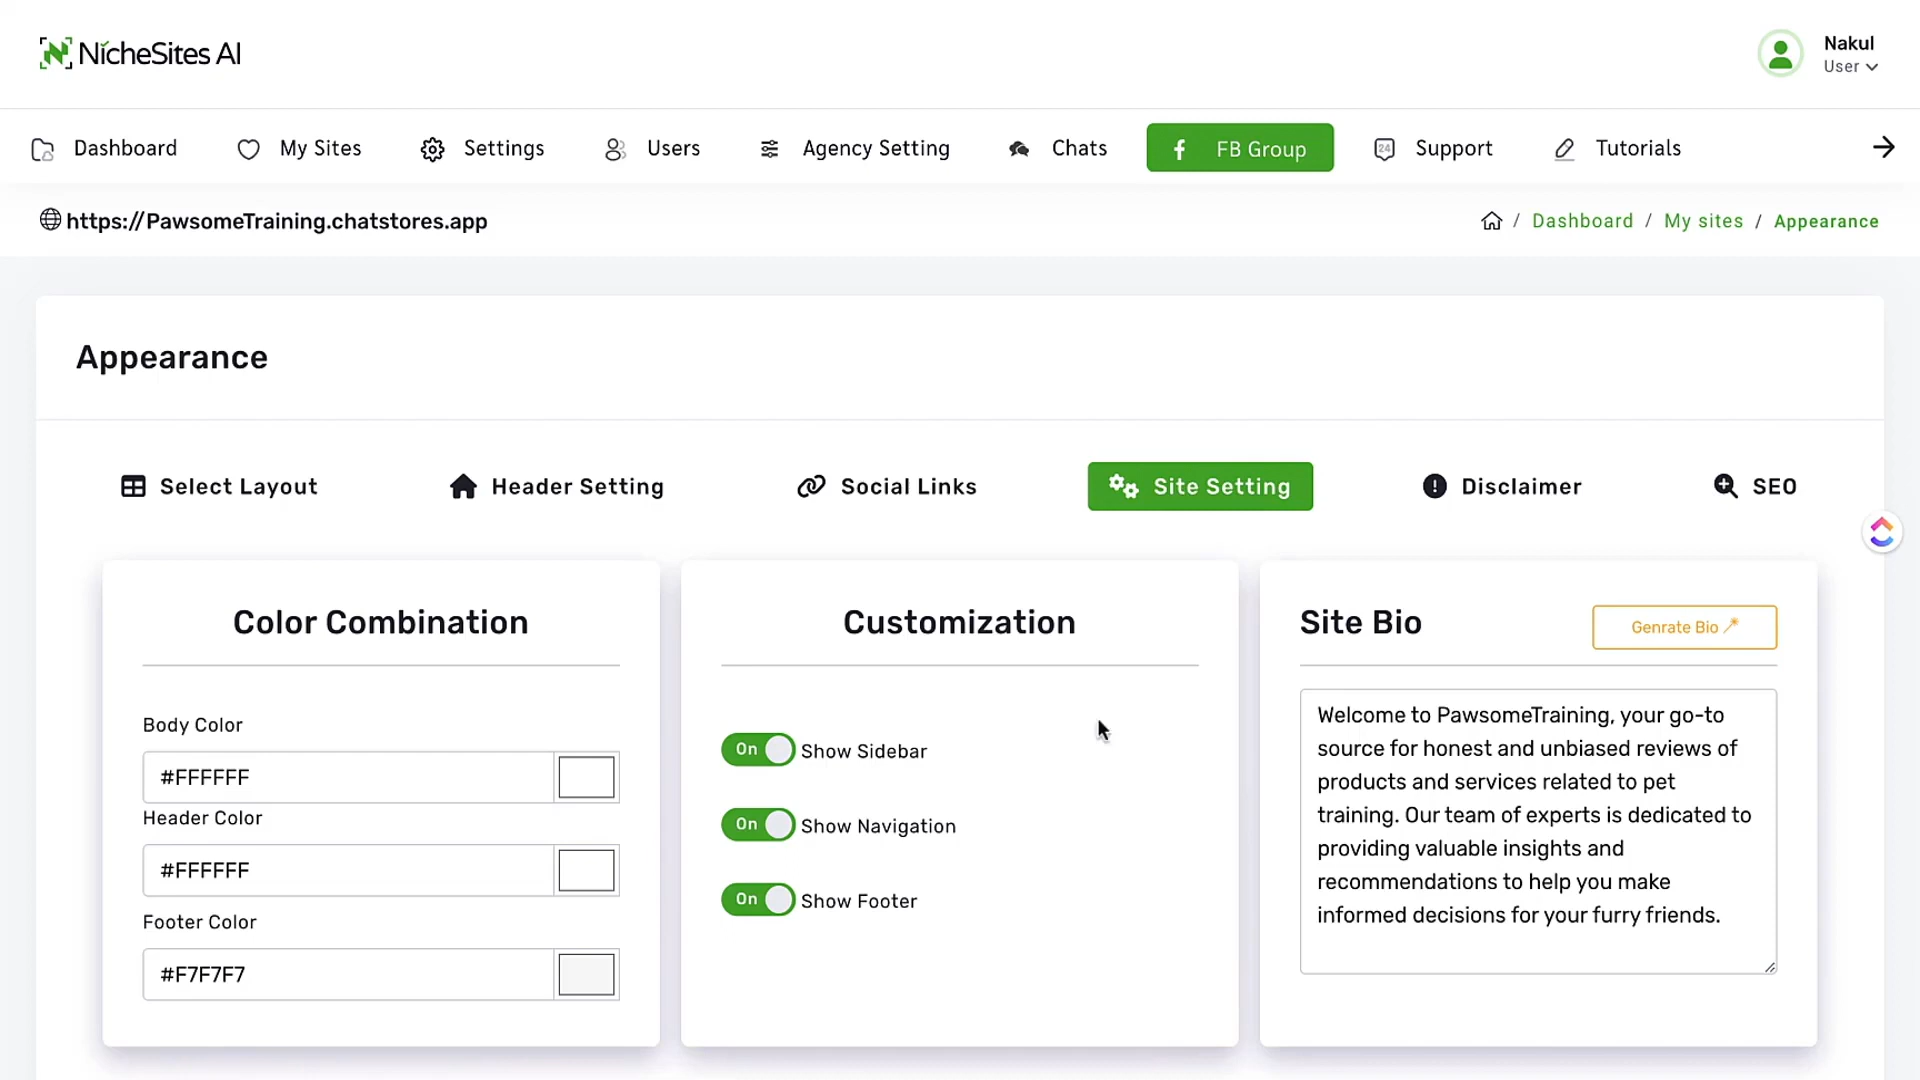 NicheSites AI
Nakul
User
Dashboard
My Sites
Settings
Users
Agency Setting
Chats
FB Group
24
Support
Tutorials
https://PawsomeTraining.chatstores.app
/ Dashboard / My sites / Appearance
Appearance
Select Layout
Header Setting
Social Links
Site Setting
Disclaimer
SEO
Color Combination
Body Color
#FFFFFF
Header Color
#FFFFFF
Footer Color
#F7F7F7
Customization
On Show Sidebar
On Show Navigation
On Show Footer
Site Bio
Genrate Bio
Welcome to PawsomeTraining, your go-to
source for honest and unbiased reviews of
products and services related to pet
training. Our team of experts is dedicated to
providing valuable insights and
recommendations to help you make
informed decisions for your furry friends.